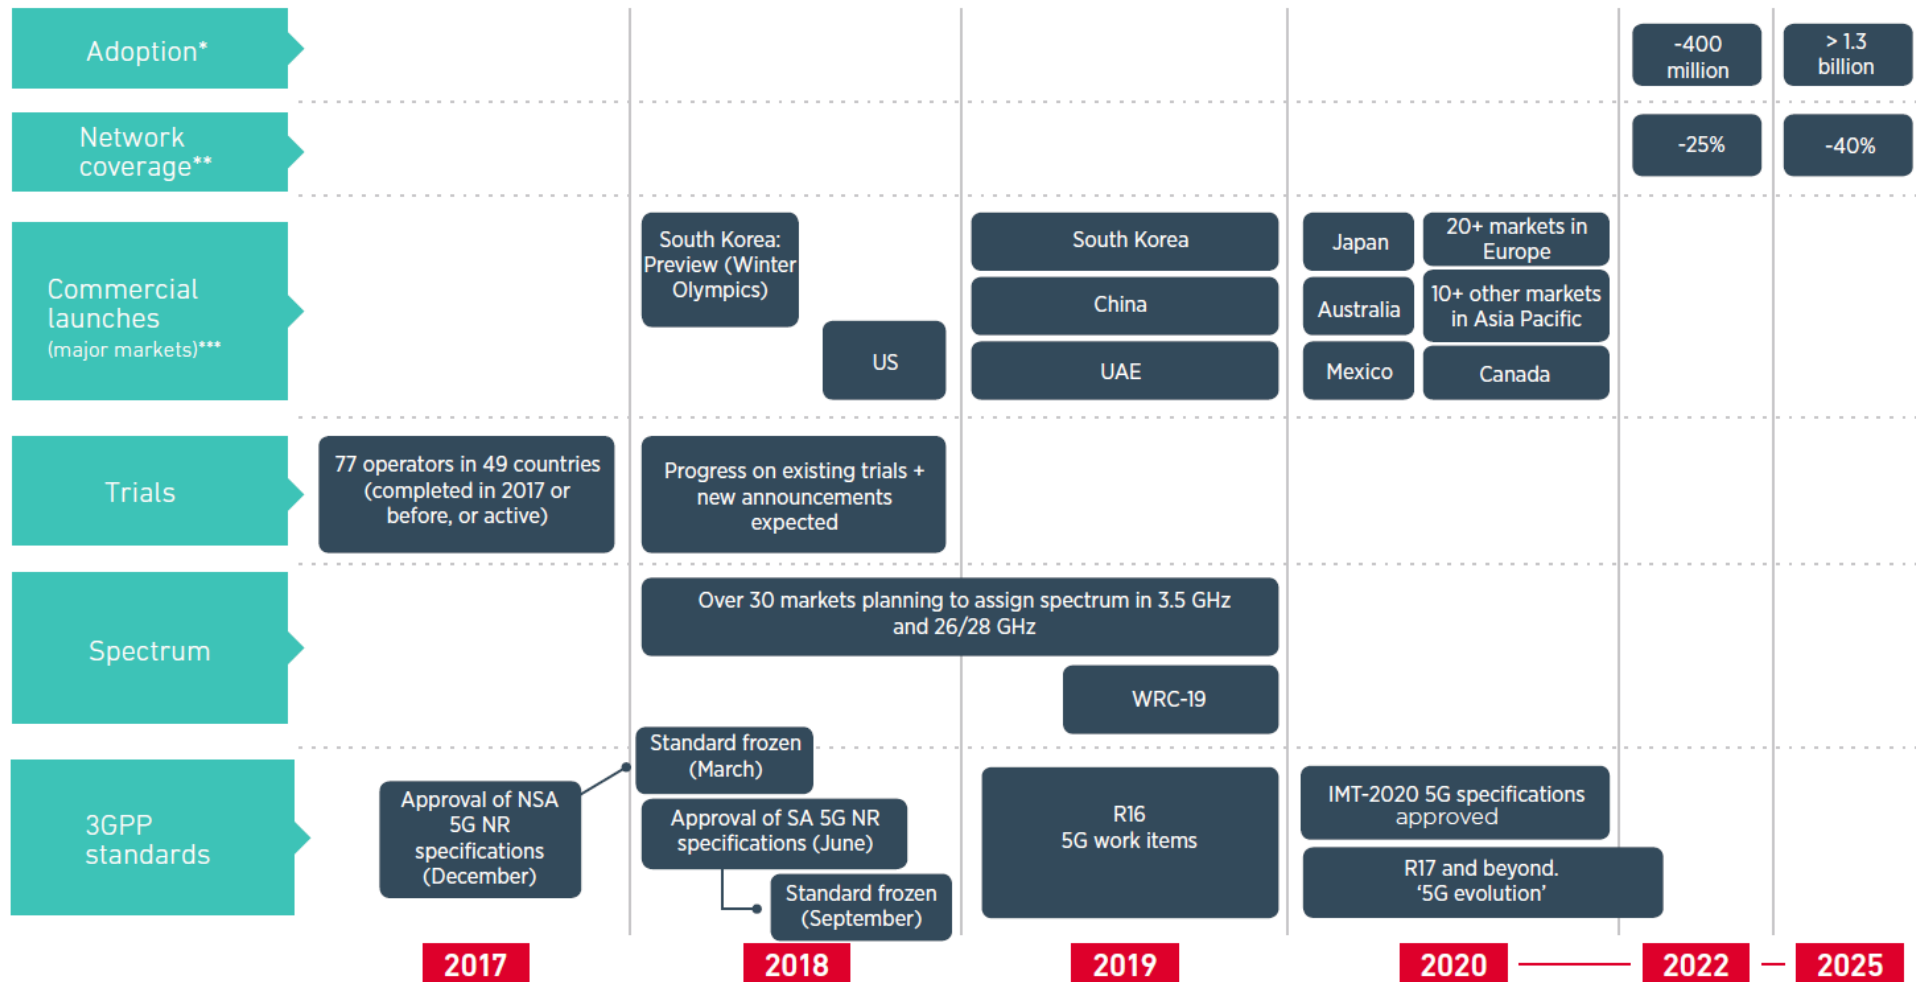 Adoption*
-400
million
> 1.3
billion
Network
coverage**
-25%
-40%
Commercial
launches
(major markets)***
South Korea:
Preview (Winter
Olympics)
US
South Korea
China
UAE
Japan
Australia
Mexico
20+ markets in
Europe
10+ other markets
in Asia Pacific
Canada
Trials
77 operators in 49 countries
(completed in 2017 or
before, or active)
Progress on existing trials +
new announcements
expected
Spectrum
Over 30 markets planning to assign spectrum in 3.5 GHz
and 26/28 GHz
WRC-19
3GPP
standards
Approval of NSA
5G NR
specifications
(December)
Standard frozen
(March)
Approval of SA 5G NR
specifications (June)
Standard frozen
(September)
R16
5G work items
IMT-2020 5G specifications
approved
R17 and beyond.
‘5G evolution’
2017
2018
2019
2020
2022
2025